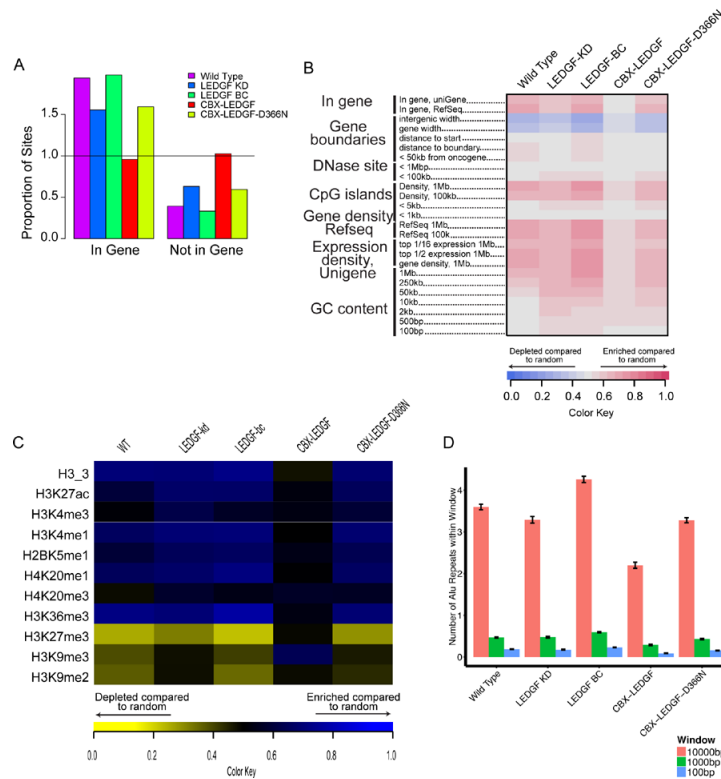 A
Proportion of Sites
1.5
1.0
0.5
0.0
In Gene
Not in Gene
Wild Type
LEDGF KD
LEDGF BC
CBX-LEDGF
CBX-LEDGF-D366N
B
Wild Type
LEDGF-KD
LEDGF-BC
CBX-LEDGF
CBX-LEDGF-D366N
In gene
Gene
boundaries
DNase site
CpG islands
Gene density,
Refseq
Expression
density,
Unigene
GC content
In gene, uniGene
In gene, RefSeq
intergenic width
gene width
distance to start
distance to boundary
< 50kb from oncogene
< 1Mbp
< 100kb
Density, 1Mb
Density, 100kb
< 5kb
< 1kb
RefSeq 1Mb
RefSeq 100k
top 1/16 expression 1Mb
top 1/2 expression 1Mb
gene density, 1Mb
1Mb
250kb
50kb
10kb
2kb
500bp
100bp
Depleted compared
to random
Enriched compared
to random
0.0 0.2 0.4 0.6 0.8 1.0
Color Key
C
WT
LEDGF-kd
LEDGF-bc
CBX-LEDGF
CBX-LEDGF-D366N
H3_3
H3K27ac
H3K4me3
H3K4me1
H2BK5me1
H4K20me1
H4K20me3
H3K36me3
H3K27me3
H3K9me3
H3K9me2
Depleted compared
to random
Enriched compared
to random
0.0 0.2 0.4 0.6 0.8 1.0
Color Key
D
Number of Alu Repeats within Window
4
3
2
1
0
Wild Type
LEDGF KD
LEDGF BC
CBX-LEDGF
CBX-LEDGF-D366N
Window
10000bp
1000bp
100bp